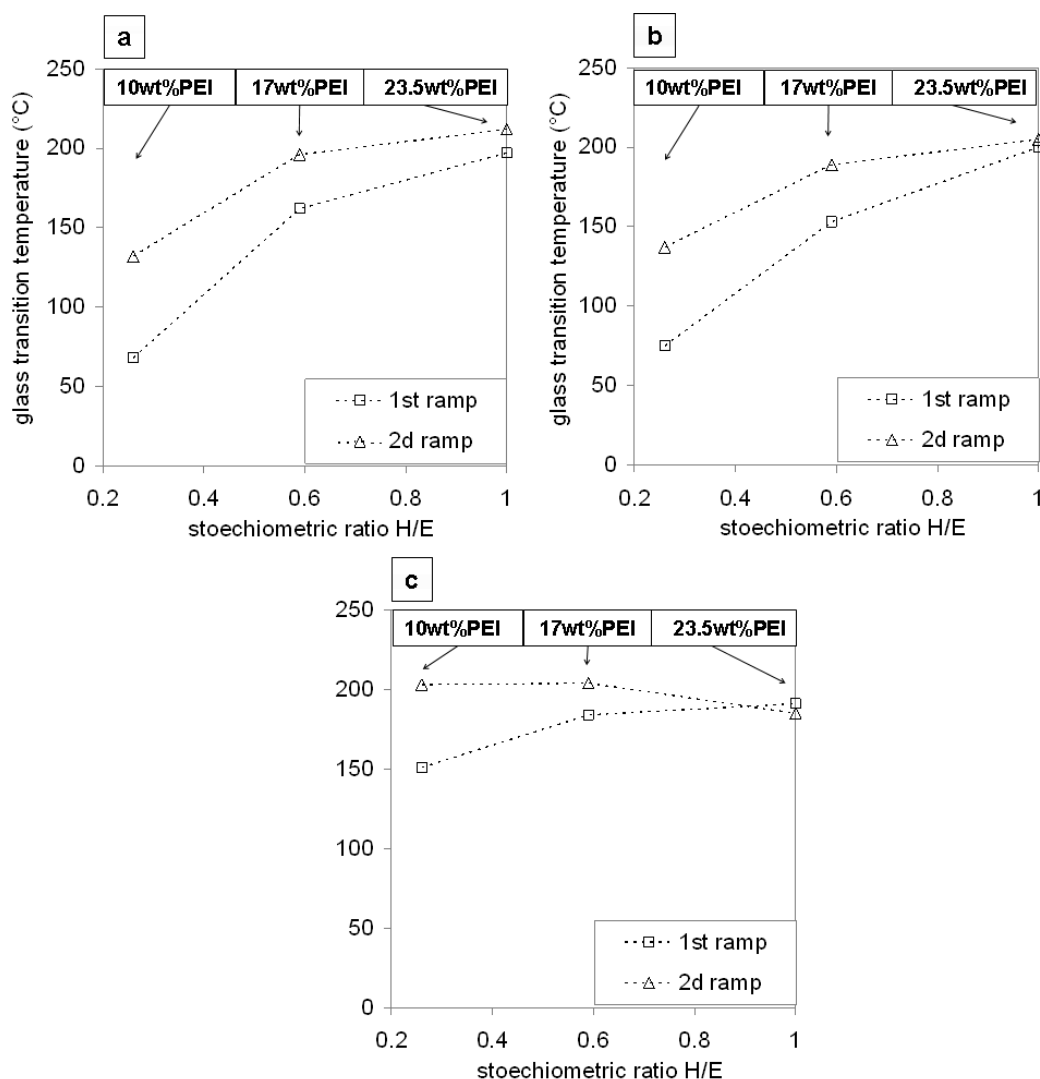 a
250
200
150
100
50
0
glass transition temperature (°C)
10wt%PEI 17wt%PEI 23.5wt%PEI
1st ramp
2d ramp
0.2 0.4 0.6 0.8 1
stoechiometric ratio H/E
b
250
200
150
100
50
0
glass transition temperature (°C)
10wt%PEI 17wt%PEI 23.5wt%PEI
1st ramp
2d ramp
0.2 0.4 0.6 0.8 1
stoechiometric ratio H/E
c
250
200
150
100
50
0
10wt%PEI 17wt%PEI 23.5wt%PEI
1st ramp
2d ramp
0.2 0.4 0.6 0.8 1
stoechiometric ratio H/E